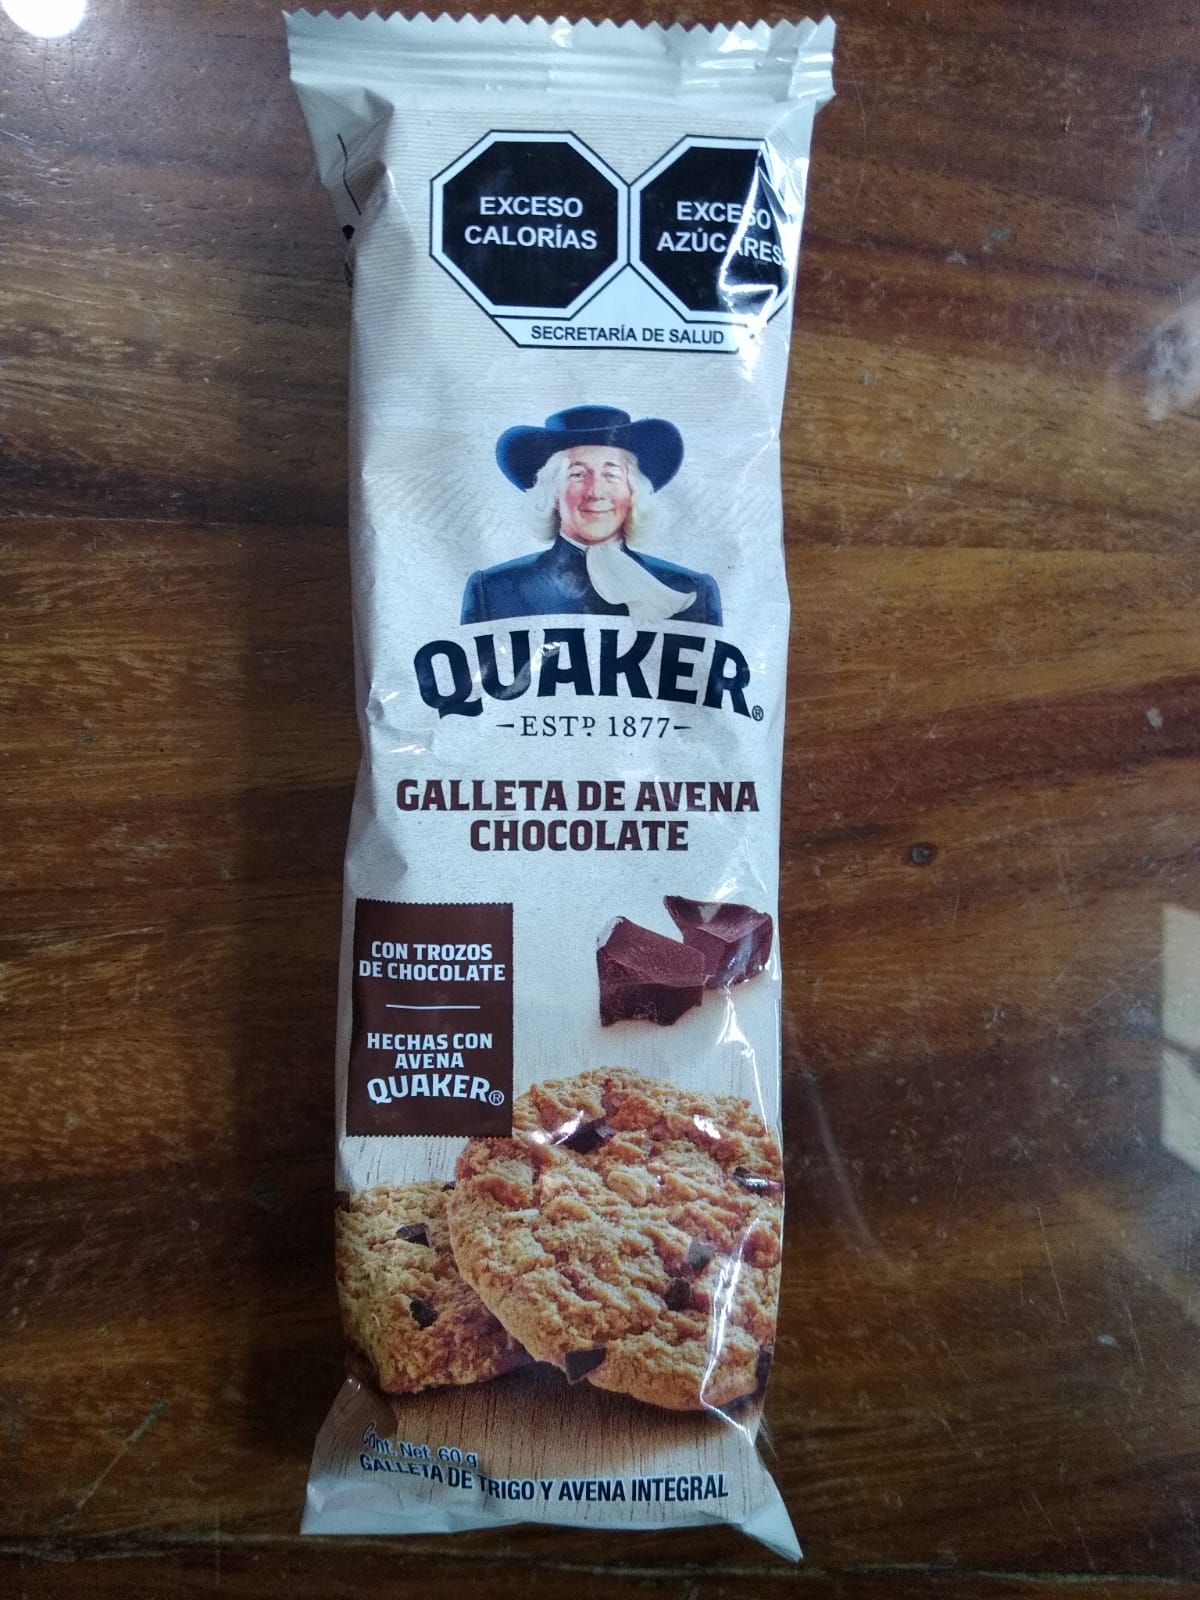 EXCESO
CALORÍAS
EXCESO
AZÚCARES
SECRETARÍA DE SALUD
QUAKER®
–ESTD. 1877–
GALLETA DE AVENA
CHOCOLATE
CON TROZOS
DE CHOCOLATE
HECHAS CON
AVENA
QUAKER®
Cont. Net. 60 g
GALLETA DE TRIGO Y AVENA INTEGRAL